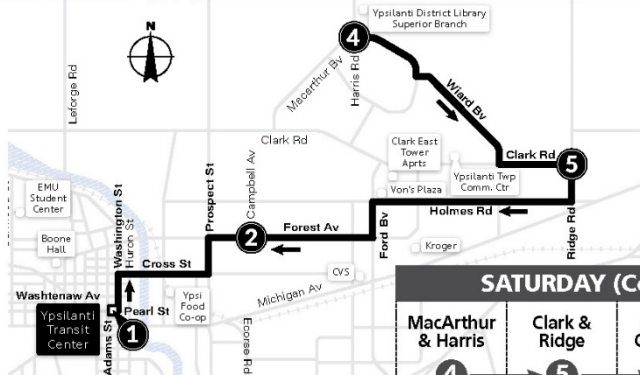 N
Ypsilanti District Library
Superior Branch
4
Leforge Rd
Macarthur Bv
Harris Rd
Wiard Bv
Clark Rd
Clark East
Tower
Aprts
Clark Rd
5
Ypsilanti Twp
Comm. Ctr
EMU
Student
Center
Von's Plaza
Holmes Rd
Ridge Rd
Washington St
Huron St
Prospect St
Campbell Av
2
Forest Av
Ford Bv
Kroger
Boone
Hall
Cross St
CVS
Michigan Av
Washtenaw Av
Pearl St
Ypsi
Food
Co-op
Ypsilanti
Transit
Center
Adams St
1
Ecorse Rd
SATURDAY (Co
MacArthur
& Harris
Clark &
Ridge
4
5